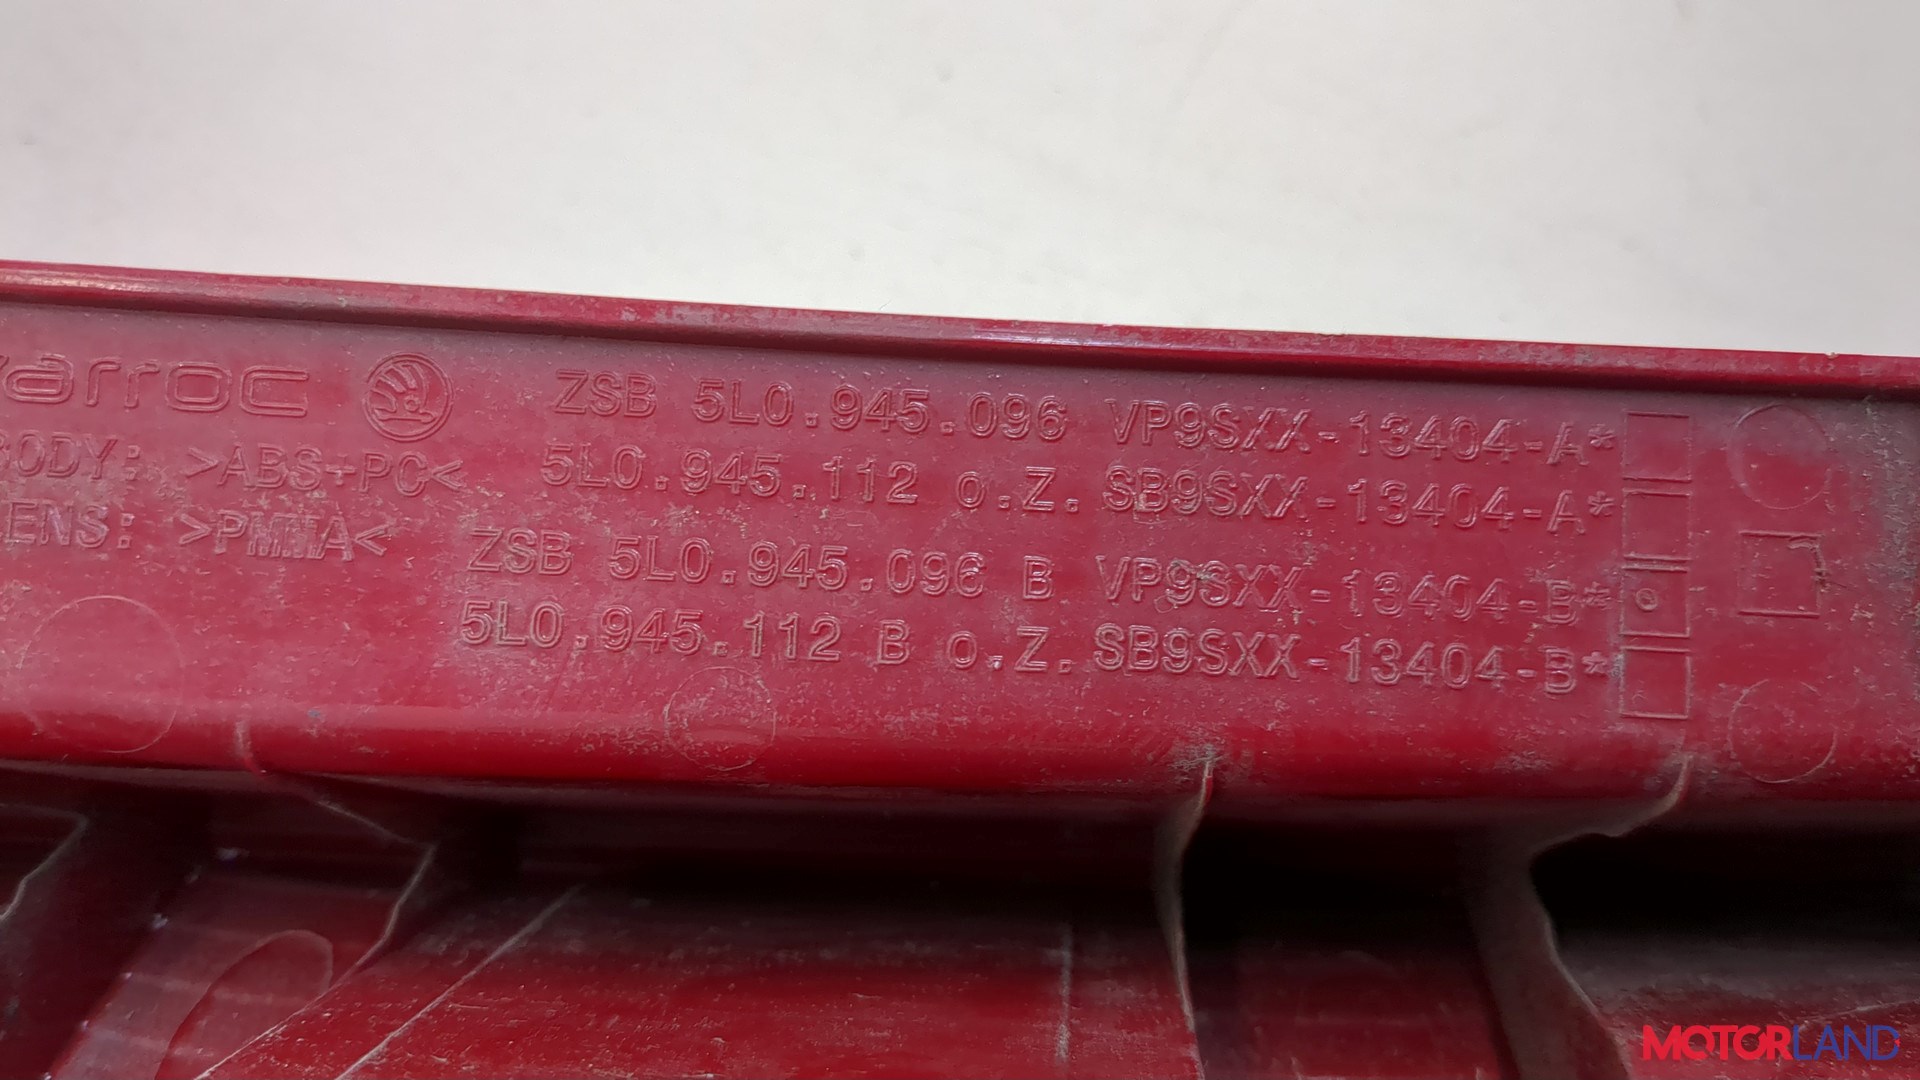 varroc ZSB 5L0.945.096 VP9SXX-13404-A*
BODY: >ABS+PC< 5L0.945.112 o.Z. SB9SXX-13404-A*
LENS: >PMMA< ZSB 5L0.945.096 B VP9SXX-13404-B*
5L0.945.112 B o.Z. SB9SXX-13404-B*
MOTORLAND